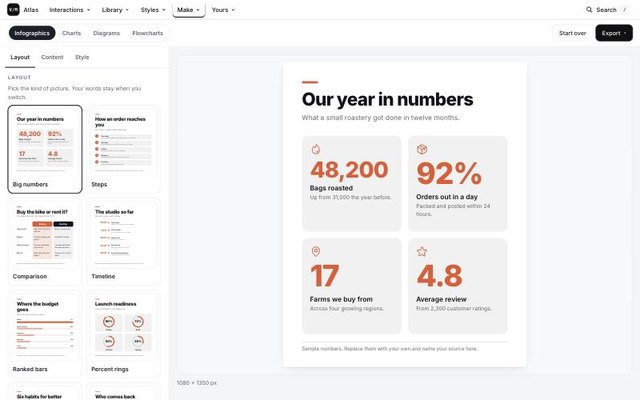 Atlas
Interactions
Library
Styles
Make
Yours
Search /
Infographics
Charts
Diagrams
Flowcharts
Start over
Export
Layout
Content
Style
LAYOUT
Pick the kind of picture. Your words stay when you
switch.
Our year in numbers
48,200
92%
17
4.8
Big numbers
How an order reaches
you
Steps
Buy the bike or rent it?
Comparison
The studio so far
Timeline
Where the budget
goes
Ranked bars
Launch readiness
Percent rings
Six habits for better
Who comes back
Our year in numbers
What a small roastery got done in twelve months.
48,200
Bags roasted
Up from 31,000 the year before.
92%
Orders out in a day
Packed and posted within 24
hours.
17
Farms we buy from
Across four growing regions.
4.8
Average review
From 2,300 customer ratings.
Sample numbers. Replace them with your own and name your source here.
1080 × 1350 px